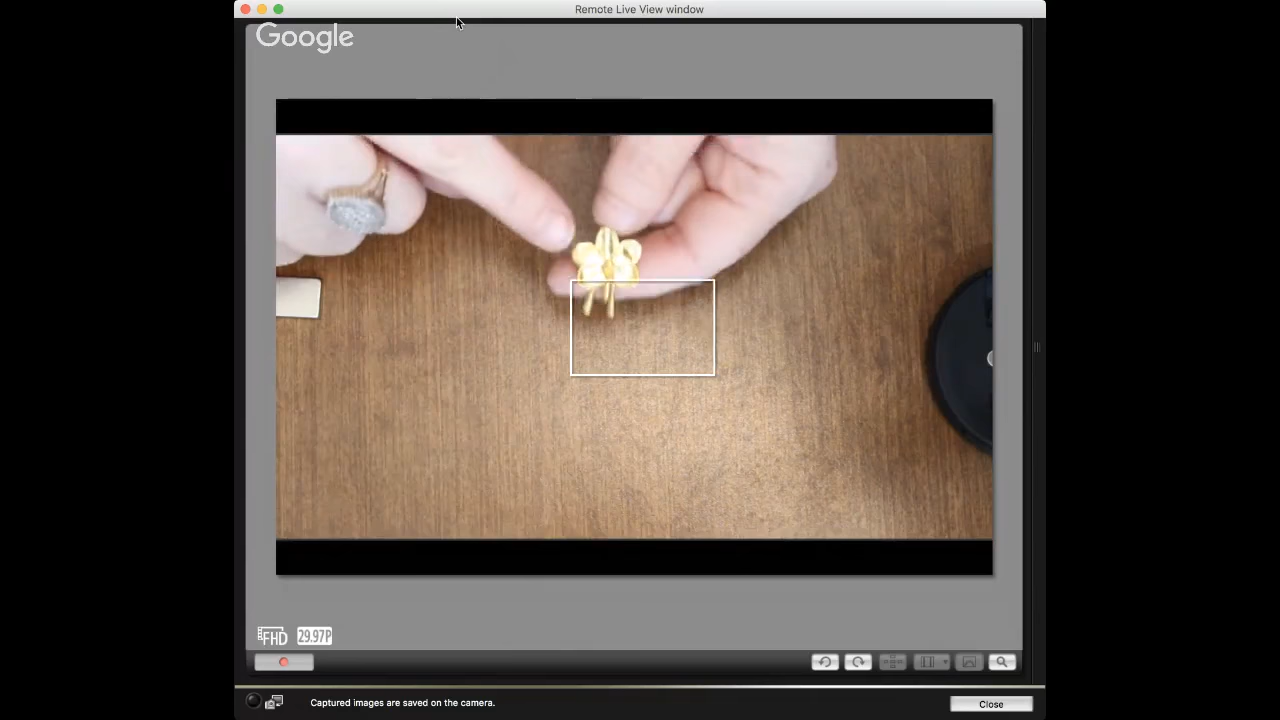 Remote Live View window
Google
FHD 29.97P
Captured images are saved on the camera.
Close